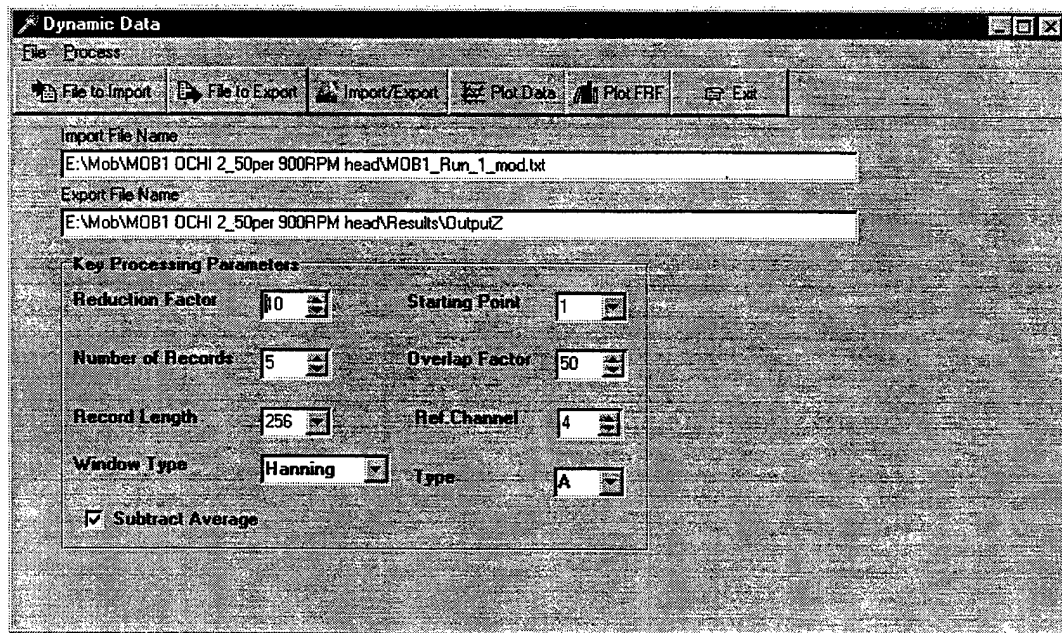 Dynamic Data
File Process
File to Import File to Export Import/Export Plot Data Plot FRF Exit
Import File Name
E:\Mob\MOB1 OCHI 2_50per 900RPM head\MOB1_Run_1_mod.txt
Export File Name
E:\Mob\MOB1 OCHI 2_50per 900RPM head\Results\OutputZ
Key Processing Parameters
Reduction Factor 10 Starting Point 1
Number of Records 5 Overlap Factor 50
Record Length 256 Ref.Channel 4
Window Type Hanning Type A
Subtract Average